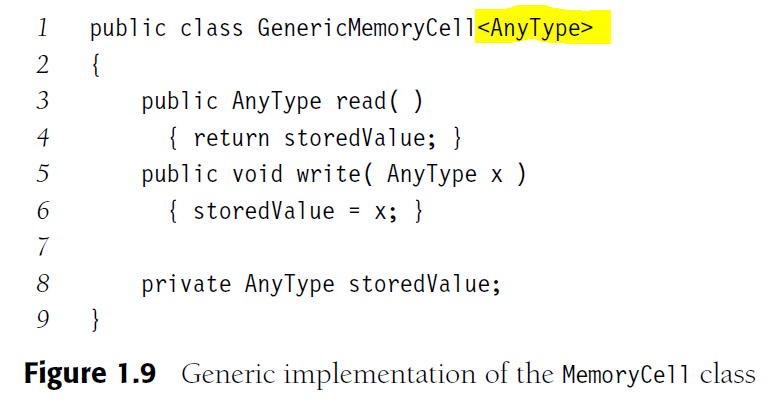 1 public class GenericMemoryCell<AnyType>
2 {
3 public AnyType read( )
4 { return storedValue; }
5 public void write( AnyType x )
6 { storedValue = x; }
7
8 private AnyType storedValue;
9 }
Figure 1.9 Generic implementation of the MemoryCell class